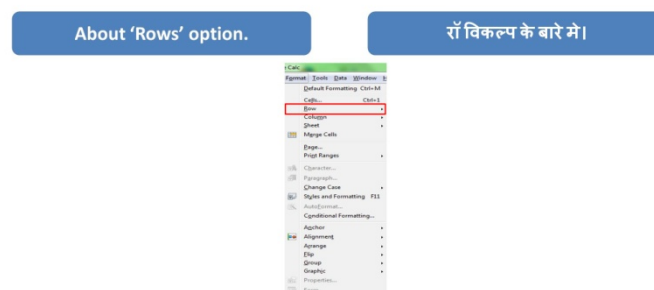 About ‘Rows’ option.
रॉ विकल्प के बारे मे।
Calc
Format Tools Data Window
Default Formatting Ctrl+M
Cells... Ctrl+1
Row
Column
Sheet
Merge Cells
Page...
Print Ranges
Character...
Paragraph...
Change Case
Styles and Formatting F11
AutoFormat...
Conditional Formatting...
Anchor
Alignment
Arrange
Flip
Group
Graphic
Properties...